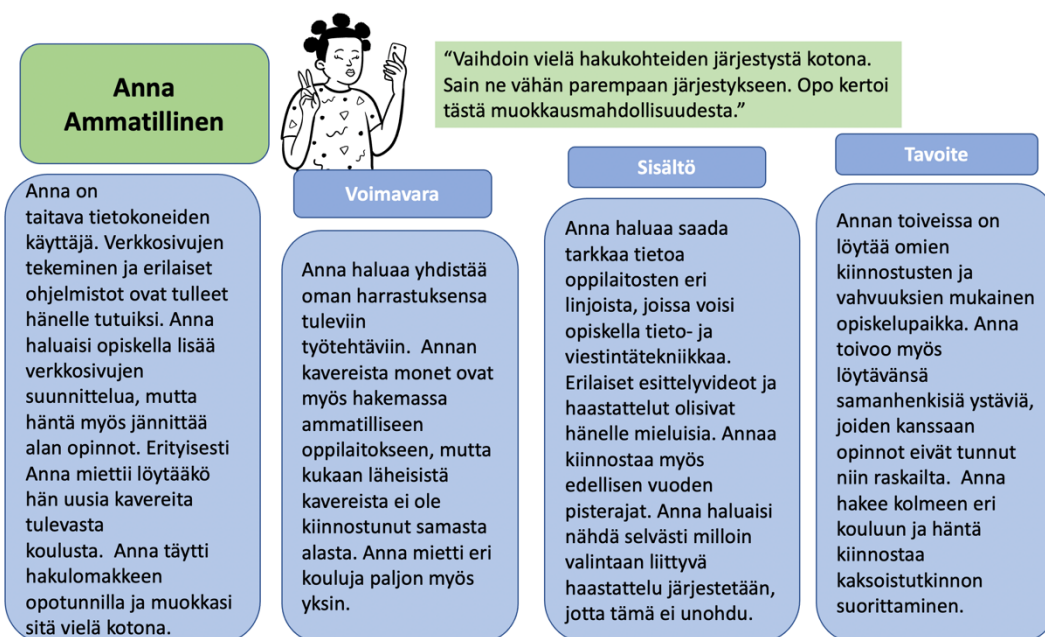 Anna
Ammatillinen
“Vaihdoin vielä hakukohteiden järjestystä kotona.
Sain ne vähän parempaan järjestykseen. Opo kertoi
tästä muokkausmahdollisuudesta.”
Anna on
taitava tietokoneiden
käyttäjä. Verkkosivujen
tekeminen ja erilaiset
ohjelmistot ovat tulleet
hänelle tutuiksi. Anna
haluaisi opiskella lisää
verkkosivujen
suunnittelua, mutta
häntä myös jännittää
alan opinnot. Erityisesti
Anna miettii löytääkö
hän uusia kavereita
tulevasta
koulusta.  Anna täytti
hakulomakkeen
opotunnilla ja muokkasi
sitä vielä kotona.
Voimavara
Anna haluaa yhdistää
oman harrastuksensa
tuleviin
työtehtäviin.  Annan
kavereista monet ovat
myös hakemassa
ammatilliseen
oppilaitokseen, mutta
kukaan läheisistä
kavereista ei ole
kiinnostunut samasta
alasta. Anna mietti eri
kouluja paljon myös
yksin.
Sisältö
Anna haluaa saada
tarkkaa tietoa
oppilaitosten eri
linjoista, joissa voisi
opiskella tieto- ja
viestintätekniikkaa.
Erilaiset esittelyvideot ja
haastattelut olisivat
hänelle mieluisia. Annaa
kiinnostaa myös
edellisen vuoden
pisterajat. Anna haluaisi
nähdä selvästi milloin
valintaan liittyvä
haastattelu järjestetään,
jotta tämä ei unohdu.
Tavoite
Annan toiveissa on
löytää omien
kiinnostusten ja
vahvuuksien mukainen
opiskelupaikka. Anna
toivoo myös
löytävänsä
samanhenkisiä ystäviä,
joiden kanssaan
opinnot eivät tunnut
niin raskailta.  Anna
hakee kolmeen eri
kouluun ja häntä
kiinnostaa
kaksoistutkinnon
suorittaminen.